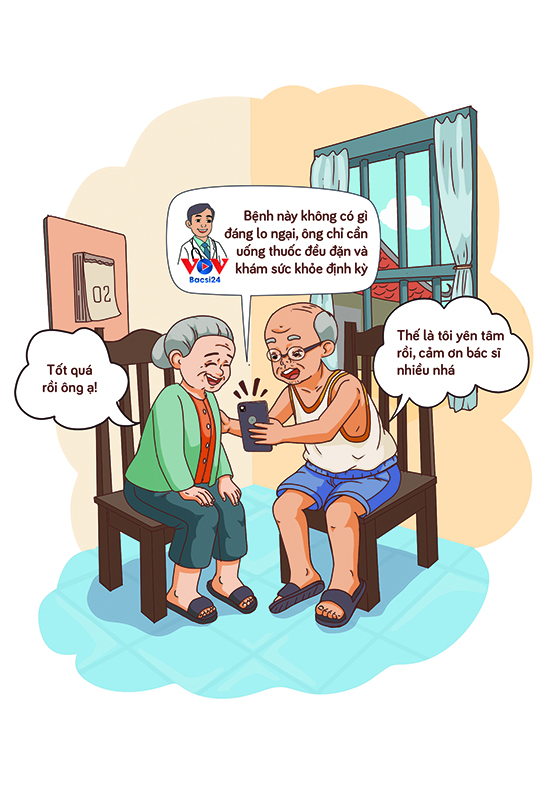 Bệnh này không có gì
đáng lo ngại, ông chỉ cần
uống thuốc đều đặn và
khám sức khỏe định kỳ
VOV
Bacsi24
02
Tốt quá
rồi ông ạ!
Thế là tôi yên tâm
rồi, cảm ơn bác sĩ
nhiều nhá